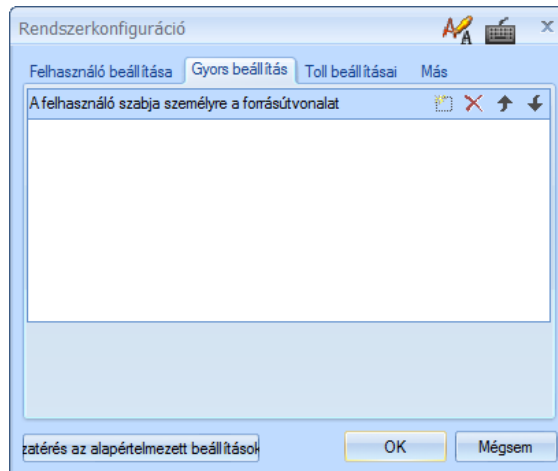 Rendszerkonfiguráció
Felhasználó beállítása Gyors beállítás Toll beállításai Más
A felhasználó szabja személyre a forrásútvonalat
zatérés az alapértelmezett beállítások
OK Mégsem